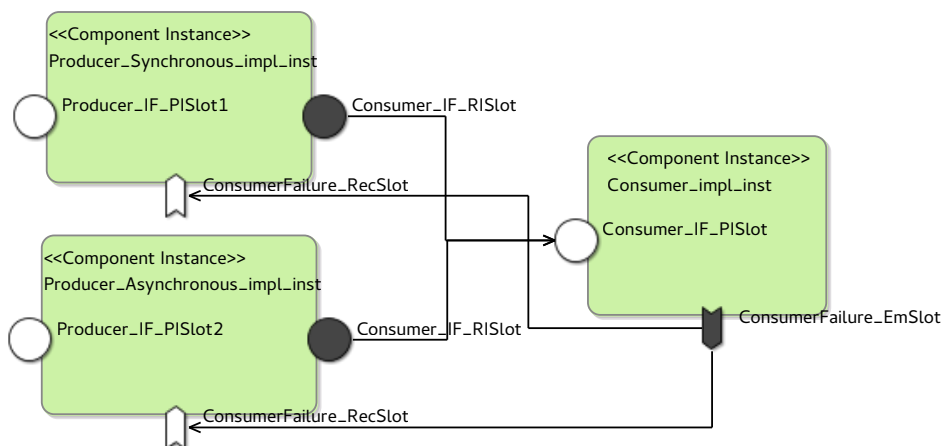 <<Component Instance>>
Producer_Synchronous_impl_inst
Producer_IF_PISlot1
Consumer_IF_RISlot
ConsumerFailure_RecSlot
<<Component Instance>>
Consumer_impl_inst
Consumer_IF_PISlot
ConsumerFailure_EmSlot
<<Component Instance>>
Producer_Asynchronous_impl_inst
Producer_IF_PISlot2
Consumer_IF_RISlot
ConsumerFailure_RecSlot